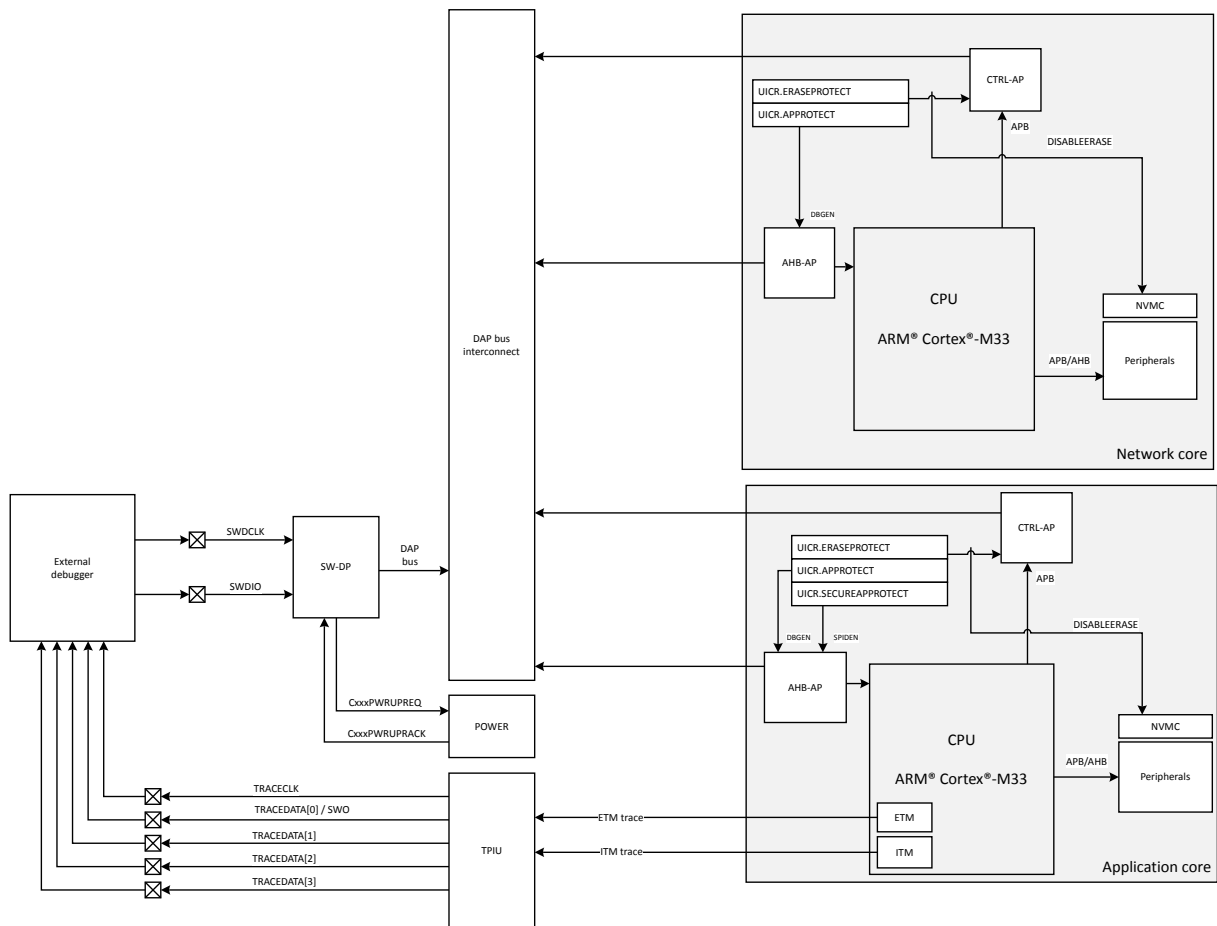 CTRL-AP
UICR.ERASEPROTECT
UICR.APPROTECT
APB
DISABLEERASE
DBGEN
AHB-AP
CPU
ARM® Cortex®-M33
NVMC
APB/AHB
Peripherals
Network core
DAP bus
interconnect
External
debugger
SWDCLK
SWDIO
SW-DP
DAP
bus
CxxxPWRUPREQ
CxxxPWRUPRACK
POWER
CTRL-AP
UICR.ERASEPROTECT
UICR.APPROTECT
UICR.SECUREAPPROTECT
APB
DISABLEERASE
DBGEN
SPIDEN
AHB-AP
CPU
ARM® Cortex®-M33
NVMC
APB/AHB
Peripherals
ETM
ITM
Application core
TRACECLK
TRACEDATA[0] / SWO
TRACEDATA[1]
TRACEDATA[2]
TRACEDATA[3]
TPIU
ETM trace
ITM trace